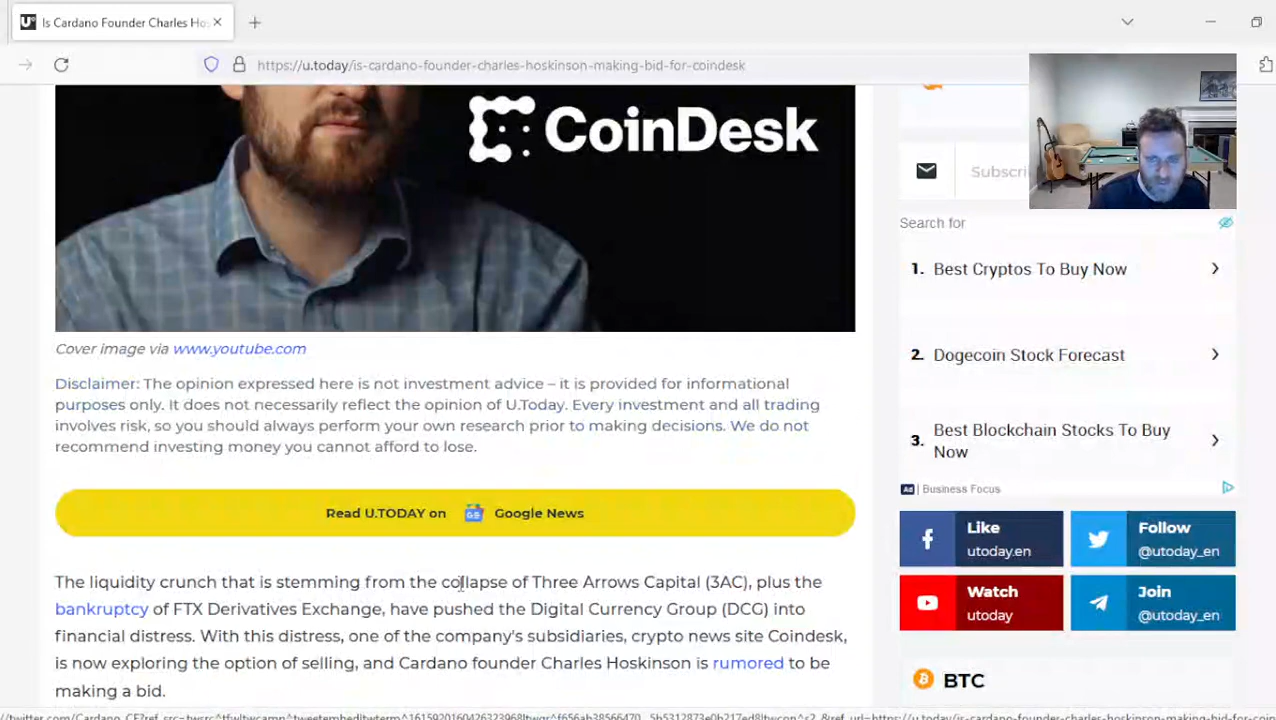 Is Cardano Founder Charles Hos
https://u.today/is-cardano-founder-charles-hoskinson-making-bid-for-coindesk
CoinDesk
Cover image via www.youtube.com
Disclaimer: The opinion expressed here is not investment advice – it is provided for informational
purposes only. It does not necessarily reflect the opinion of U.Today. Every investment and all trading
involves risk, so you should always perform your own research prior to making decisions. We do not
recommend investing money you cannot afford to lose.
Read U.TODAY on Google News
The liquidity crunch that is stemming from the collapse of Three Arrows Capital (3AC), plus the
bankruptcy of FTX Derivatives Exchange, have pushed the Digital Currency Group (DCG) into
financial distress. With this distress, one of the company's subsidiaries, crypto news site Coindesk,
is now exploring the option of selling, and Cardano founder Charles Hoskinson is rumored to be
making a bid.
Subscri
Search for
1. Best Cryptos To Buy Now
2. Dogecoin Stock Forecast
3. Best Blockchain Stocks To Buy
Now
Ad Business Focus
Like
utoday.en
Follow
@utoday_en
Watch
utoday
Join
@utoday_en
BTC